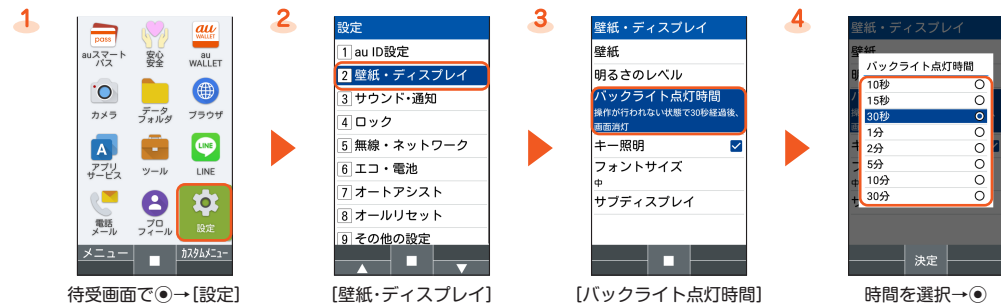 1
pass
auスマート
パス
安心
安全
au
WALLET
au
WALLET
カメラ
データ
フォルダ
ブラウザ
A
アプリ
サービス
ツール
LINE
LINE
電話
メール
プロ
フィール
設定
メニュー
カスタムメニュー
待受画面で◉→[設定]
2
設定
1 au ID設定
2 壁紙・ディスプレイ
3 サウンド・通知
4 ロック
5 無線・ネットワーク
6 エコ・電池
7 オートアシスト
8 オールリセット
9 その他の設定
[壁紙・ディスプレイ]
3
壁紙・ディスプレイ
壁紙
明るさのレベル
バックライト点灯時間
操作が行われない状態で30秒経過後、
画面消灯
キー照明
フォントサイズ
中
サブディスプレイ
[バックライト点灯時間]
4
壁紙・ディスプレイ
壁紙
バックライト点灯時間
10秒
15秒
30秒
1分
2分
5分
10分
30分
決定
時間を選択→◉